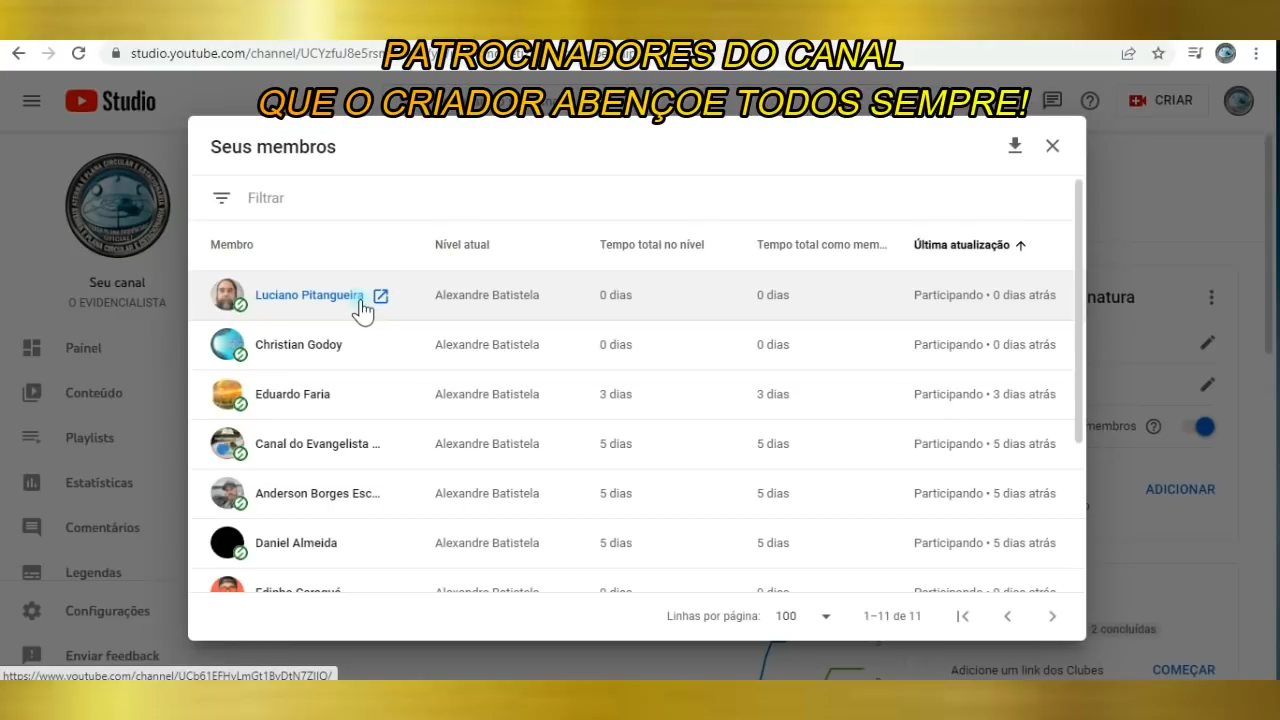 studio.youtube.com/channel/UCYzfuJ8e5rsr
PATROCINADORES DO CANAL
QUE O CRIADOR ABENÇOE TODOS SEMPRE!
Studio
CRIAR
Seus membros
Filtrar
Membro Nível atual Tempo total no nível Tempo total como mem... Última atualização
Luciano Pitangueira Alexandre Batistela 0 dias 0 dias Participando • 0 dias atrás
Christian Godoy Alexandre Batistela 0 dias 0 dias Participando • 0 dias atrás
Eduardo Faria Alexandre Batistela 3 dias 3 dias Participando • 3 dias atrás
Canal do Evangelista ... Alexandre Batistela 5 dias 5 dias Participando • 5 dias atrás
Anderson Borges Esc... Alexandre Batistela 5 dias 5 dias Participando • 5 dias atrás
Daniel Almeida Alexandre Batistela 5 dias 5 dias Participando • 5 dias atrás
Linhas por página: 100 1–11 de 11
Seu canal
O EVIDENCIALISTA
Painel
Conteúdo
Playlists
Estatísticas
Comentários
Legendas
Configurações
Enviar feedback
natura
membros
ADICIONAR
2 concluídas
Adicione um link dos Clubes
COMEÇAR